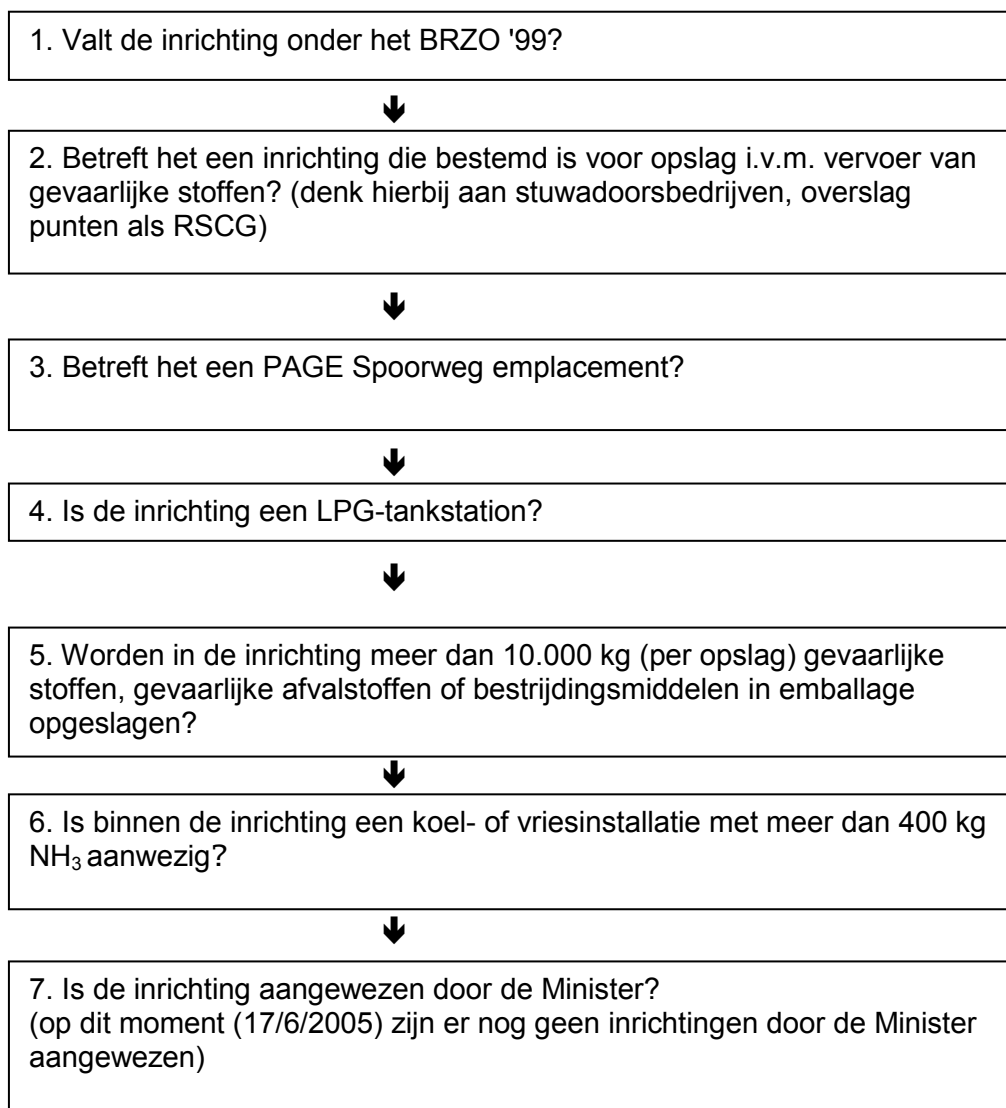 1. Valt de inrichting onder het BRZO '99?
2. Betreft het een inrichting die bestemd is voor opslag i.v.m. vervoer van
gevaarlijke stoffen? (denk hierbij aan stuwadoorsbedrijven, overslag
punten als RSCG)
3. Betreft het een PAGE Spoorweg emplacement?
4. Is de inrichting een LPG-tankstation?
5. Worden in de inrichting meer dan 10.000 kg (per opslag) gevaarlijke
stoffen, gevaarlijke afvalstoffen of bestrijdingsmiddelen in emballage
opgeslagen?
6. Is binnen de inrichting een koel- of vriesinstallatie met meer dan 400 kg
NH₃ aanwezig?
7. Is de inrichting aangewezen door de Minister?
(op dit moment (17/6/2005) zijn er nog geen inrichtingen door de Minister
aangewezen)